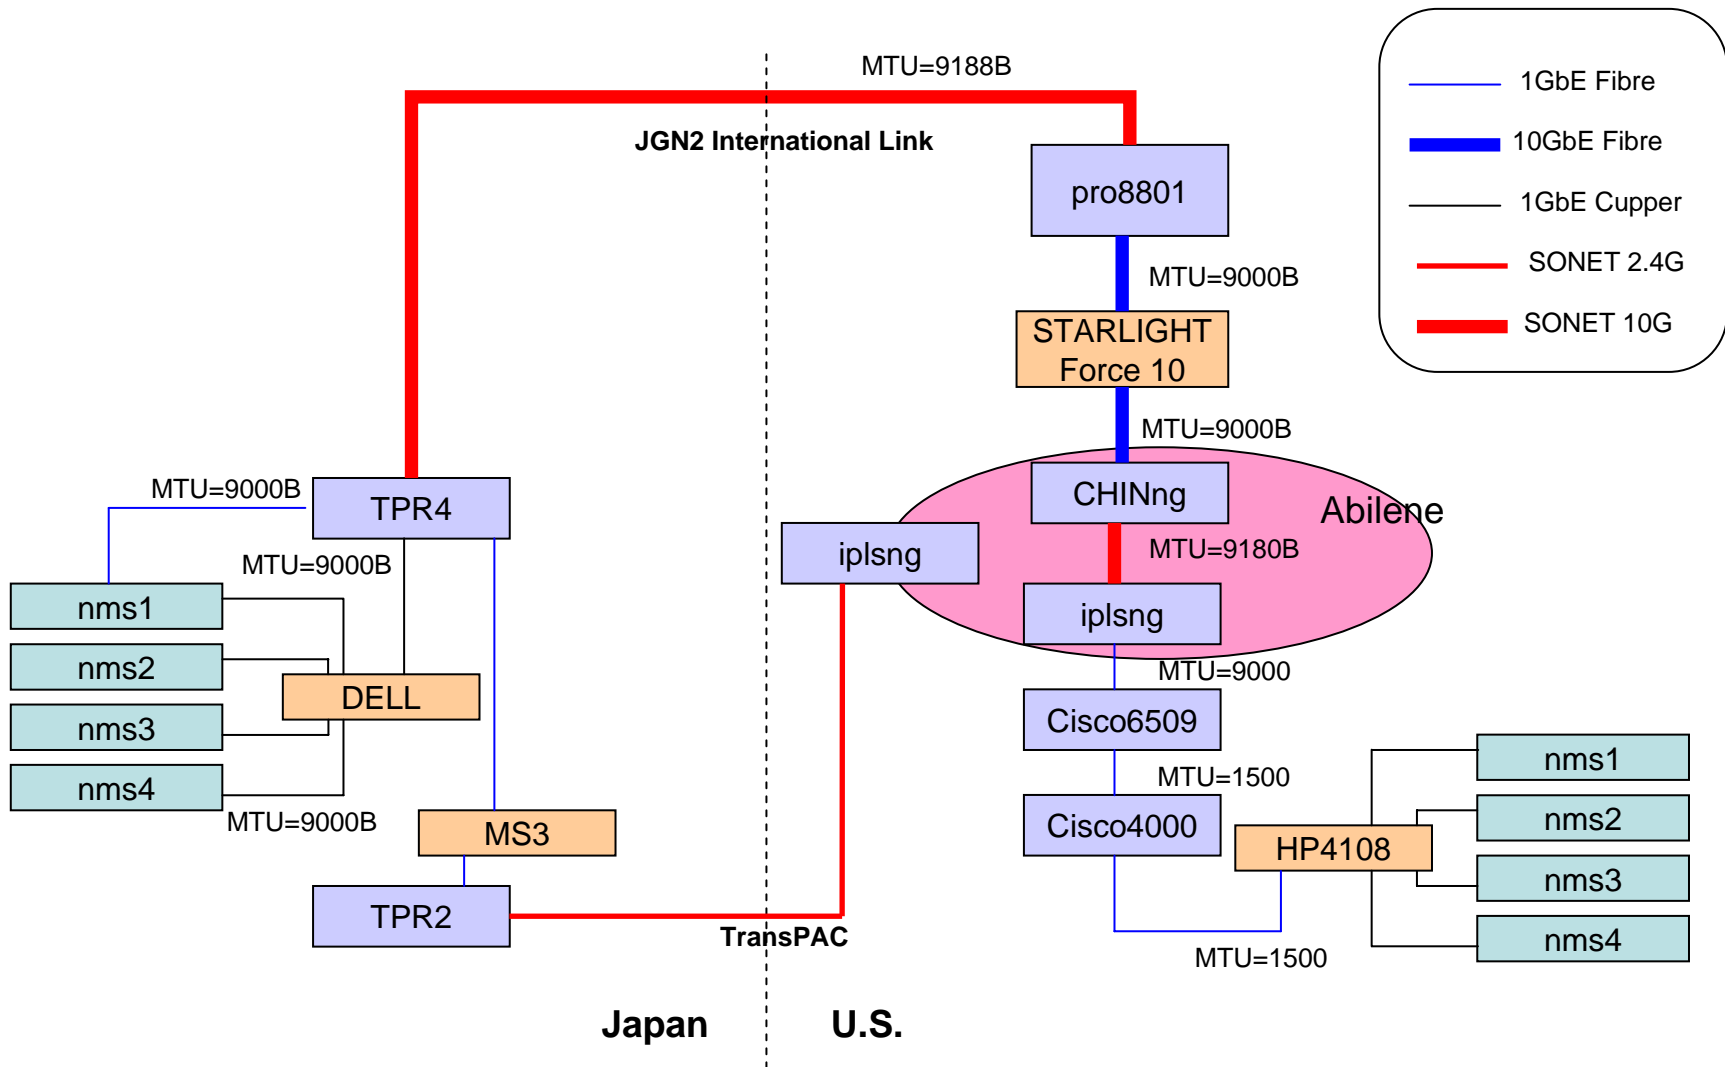 MTU=9188B
JGN2 International Link
1GbE Fibre
10GbE Fibre
1GbE Cupper
SONET 2.4G
SONET 10G
pro8801
MTU=9000B
STARLIGHT
Force 10
MTU=9000B
CHINng
Abilene
MTU=9180B
iplsng
iplsng
MTU=9000
Cisco6509
MTU=1500
Cisco4000
MTU=1500
HP4108
nms1
nms2
nms3
nms4
MTU=9000B
TPR4
MTU=9000B
nms1
nms2
nms3
nms4
DELL
MTU=9000B
MS3
TPR2
TransPAC
Japan
U.S.